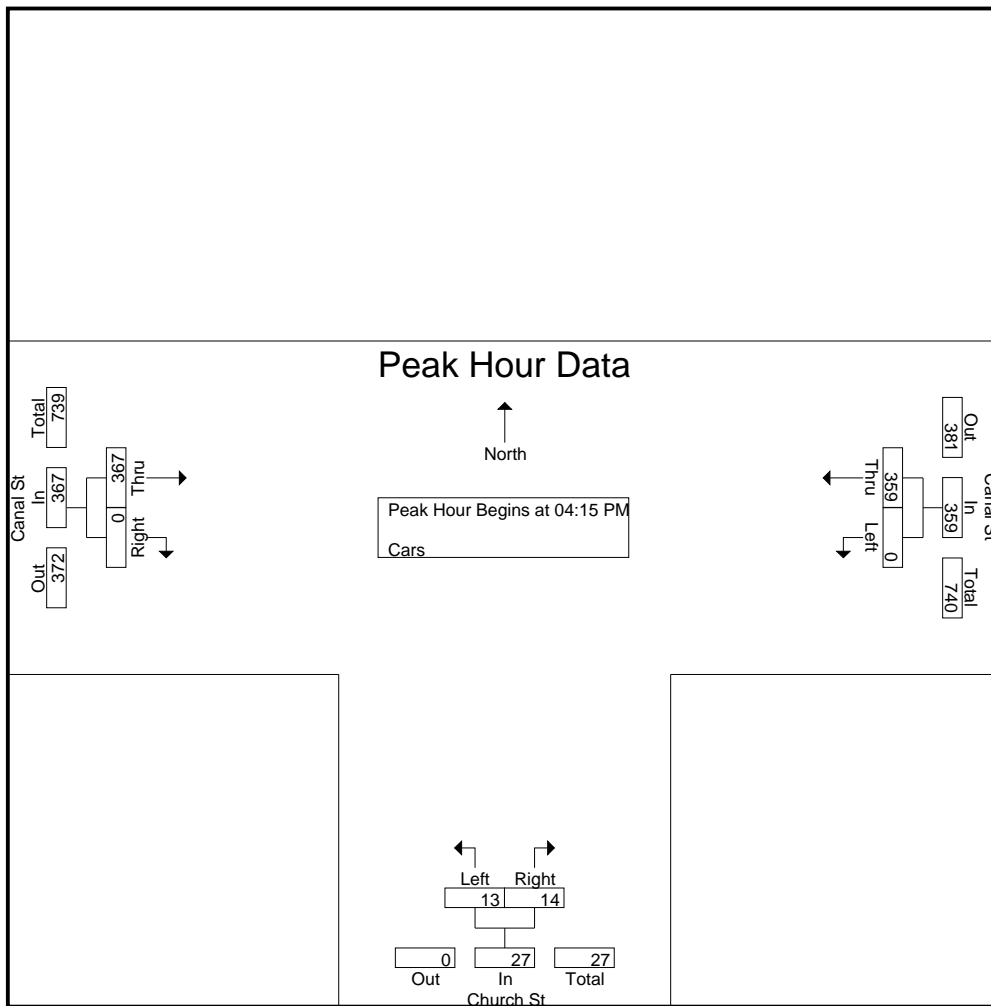 Peak Hour Data
North
Peak Hour Begins at 04:15 PM
Cars
Canal St
Total
739
In
367
Out
372
367
Thru
0
Right
Canal St
Out
381
In
359
Total
740
Thru
359
Left
0
Left Right
13 14
0 27 27
Out In Total
Church St